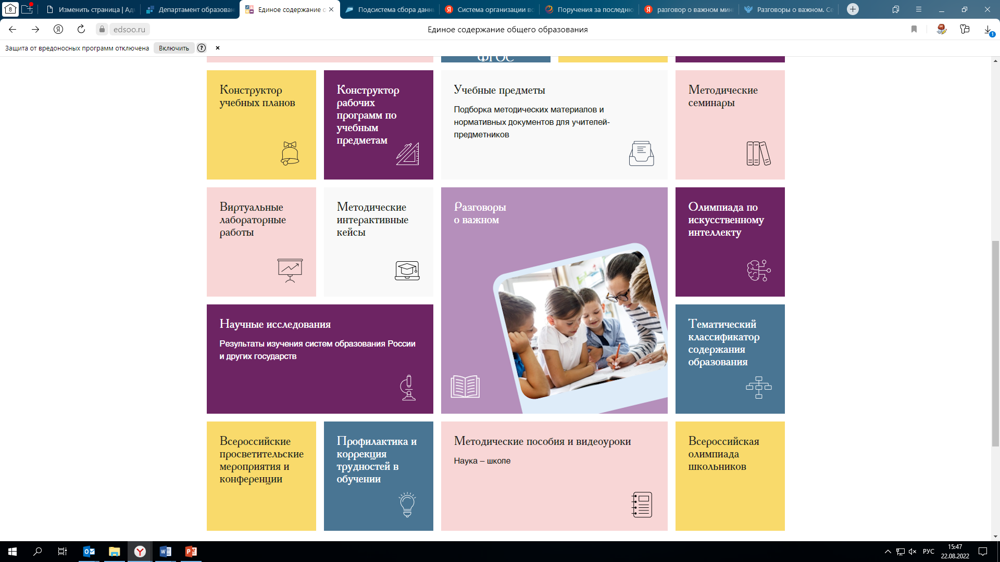 8
Изменить страница | Ад
Департамент образован
Единое содержание о
Подсистема сбора данн
Система организации во
Поручения за последню
разговор о важном мин
Разговоры о важном. Се
edsoo.ru
Единое содержание общего образования
1
Защита от вредоносных программ отключена
Включить
?
ФГОС
Конструктор
учебных планов
Конструктор
рабочих
программ по
учебным
предметам
Учебные предметы
Подборка методических материалов и
нормативных документов для учителей-
предметников
Методические
семинары
Виртуальные
лабораторные
работы
Методические
интерактивные
кейсы
Разговоры
о важном
Олимпиада по
искусственному
интеллекту
Научные исследования
Результаты изучения систем образования России
и других государств
Тематический
классификатор
содержания
образования
Всероссийские
просветительские
мероприятия и
конференции
Профилактика и
коррекция
трудностей в
обучении
Методические пособия и видеоуроки
Наука – школе
Всероссийская
олимпиада
школьников
РУС
15:47
22.08.2022